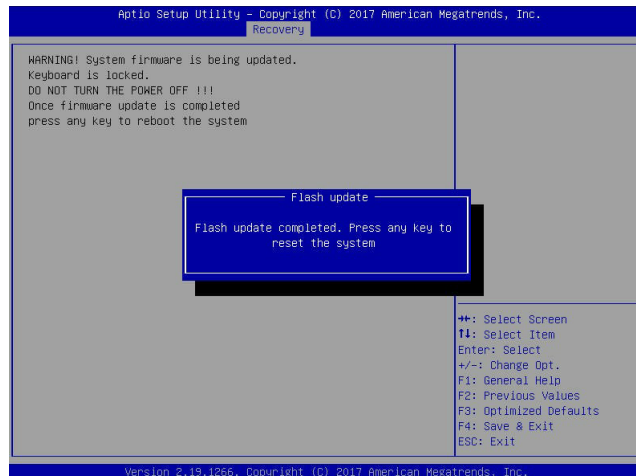 Aptio Setup Utility – Copyright (C) 2017 American Megatrends, Inc.
Recovery
WARNING! System firmware is being updated.
Keyboard is locked.
DO NOT TURN THE POWER OFF !!!
Once firmware update is completed
press any key to reboot the system
Flash update
Flash update completed. Press any key to
reset the system
→←: Select Screen
↑↓: Select Item
Enter: Select
+/-: Change Opt.
F1: General Help
F2: Previous Values
F3: Optimized Defaults
F4: Save & Exit
ESC: Exit
Version 2.19.1266. Copyright (C) 2017 American Megatrends, Inc.